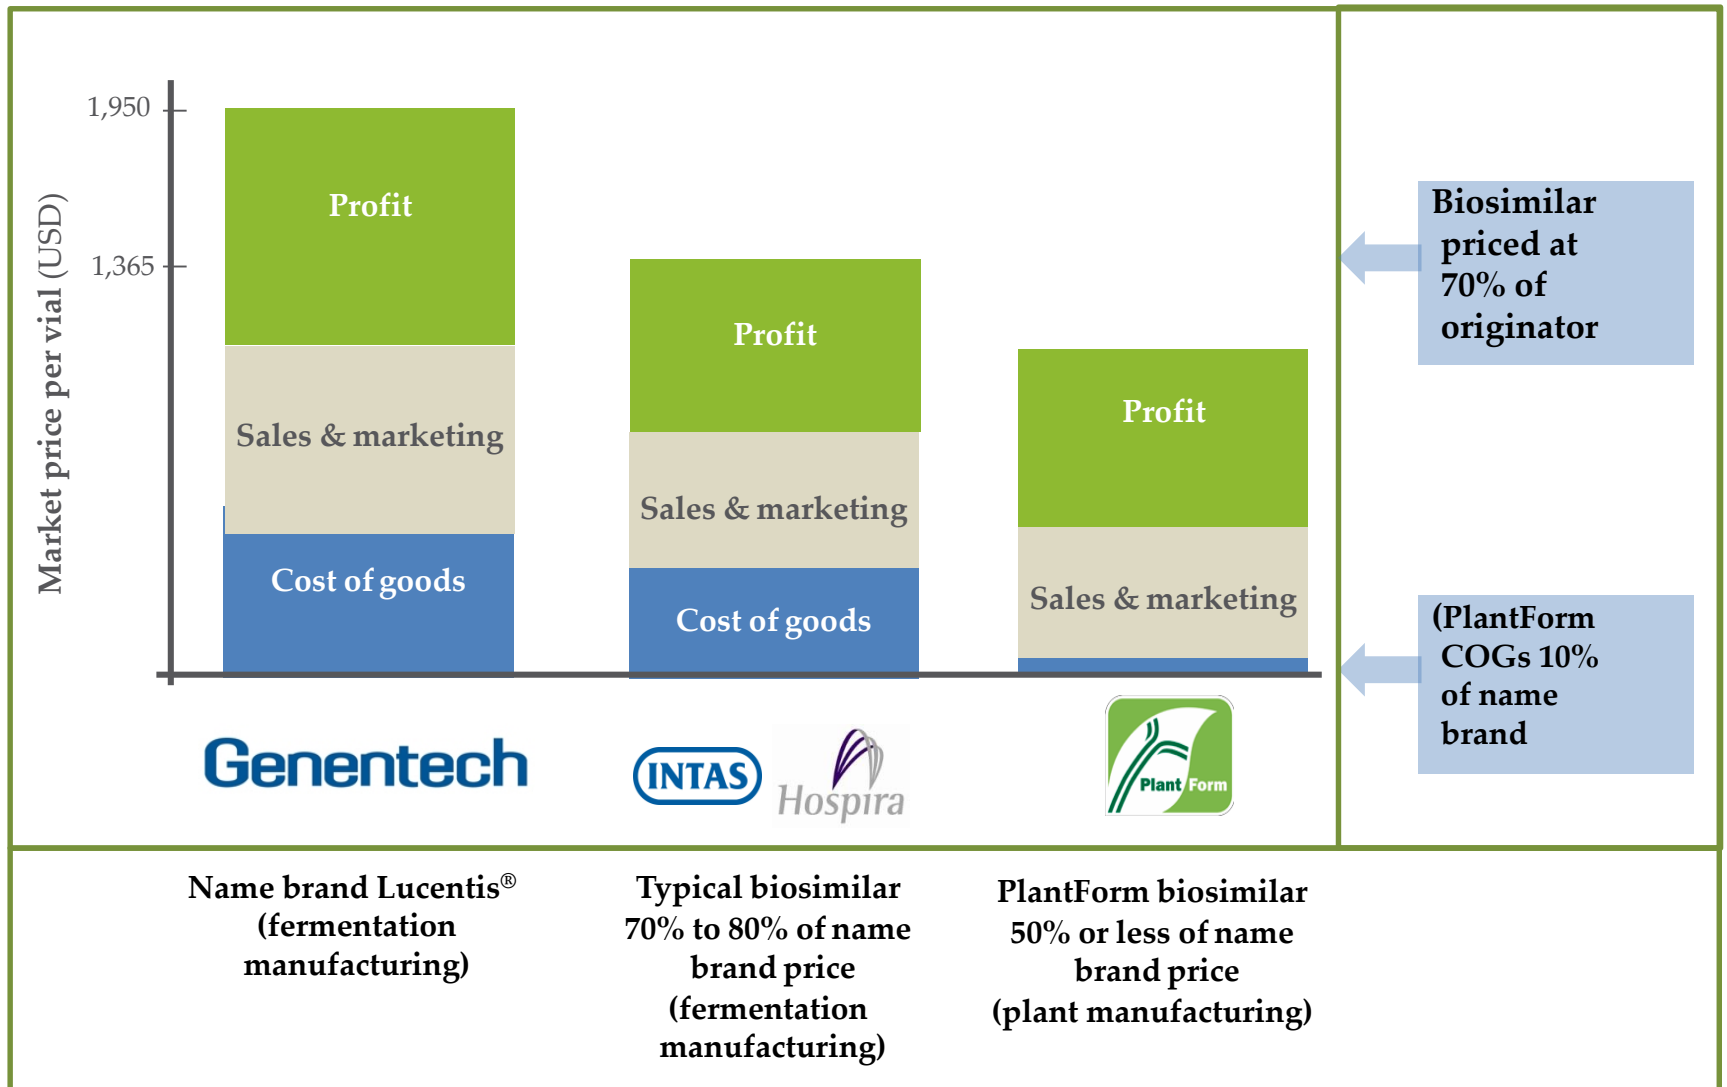 Market price per vial (USD)
1,950
1,365
Profit
Sales & marketing
Cost of goods
Profit
Sales & marketing
Cost of goods
Profit
Sales & marketing
Biosimilar
priced at
70% of
originator
(PlantForm
COGs 10%
of name
brand
Genentech
INTAS
Hospira
Plant Form
Name brand Lucentis®
(fermentation
manufacturing)
Typical biosimilar
70% to 80% of name
brand price
(fermentation
manufacturing)
PlantForm biosimilar
50% or less of name
brand price
(plant manufacturing)